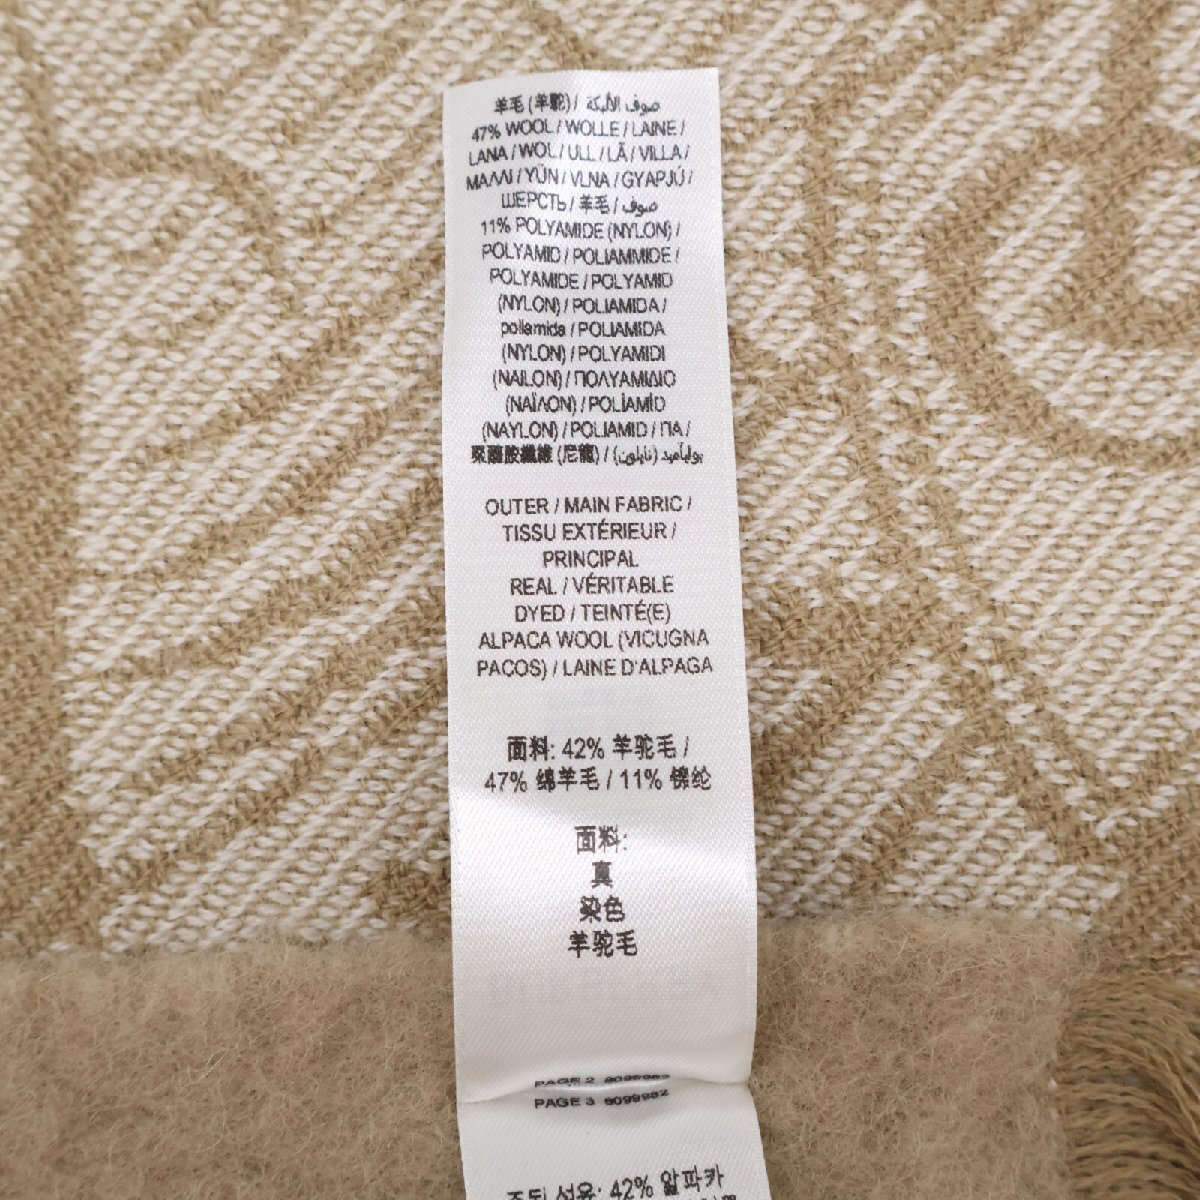 羊毛 (羊駝) / صوف الألبكة
47% WOOL / WOLLE / LAINE /
LANA / WOL / ULL / LÃ / VILLA /
ΜΑΛΛΙ / YÜN / VLNA / GYAPJÚ /
ШЕРСТЬ / 羊毛 / صوف
11% POLYAMIDE (NYLON) /
POLYAMID / POLIAMMIDE /
POLYAMIDE / POLYAMID
(NYLON) / POLIAMIDA /
poliamida / POLIAMIDA
(NYLON) / POLYAMIDI
(NAILON) / ΠΟΛΥΑΜΙΔΙΟ
(ΝΑΪΛΟΝ) / POLİAMİD
(NAYLON) / POLIAMID / ПА /
聚醯胺纖維 (尼龍) / بولياميد (نايلون)
OUTER / MAIN FABRIC /
TISSU EXTÉRIEUR /
PRINCIPAL
REAL / VÉRITABLE
DYED / TEINTÉ(E)
ALPACA WOOL (VICUGNA
PACOS) / LAINE D'ALPAGA
面料: 42% 羊驼毛 /
47% 绵羊毛 / 11% 锦纶
面料:
真
染色
羊驼毛
PAGE 2
PAGE 3 8099982
섬유: 42% 알파카